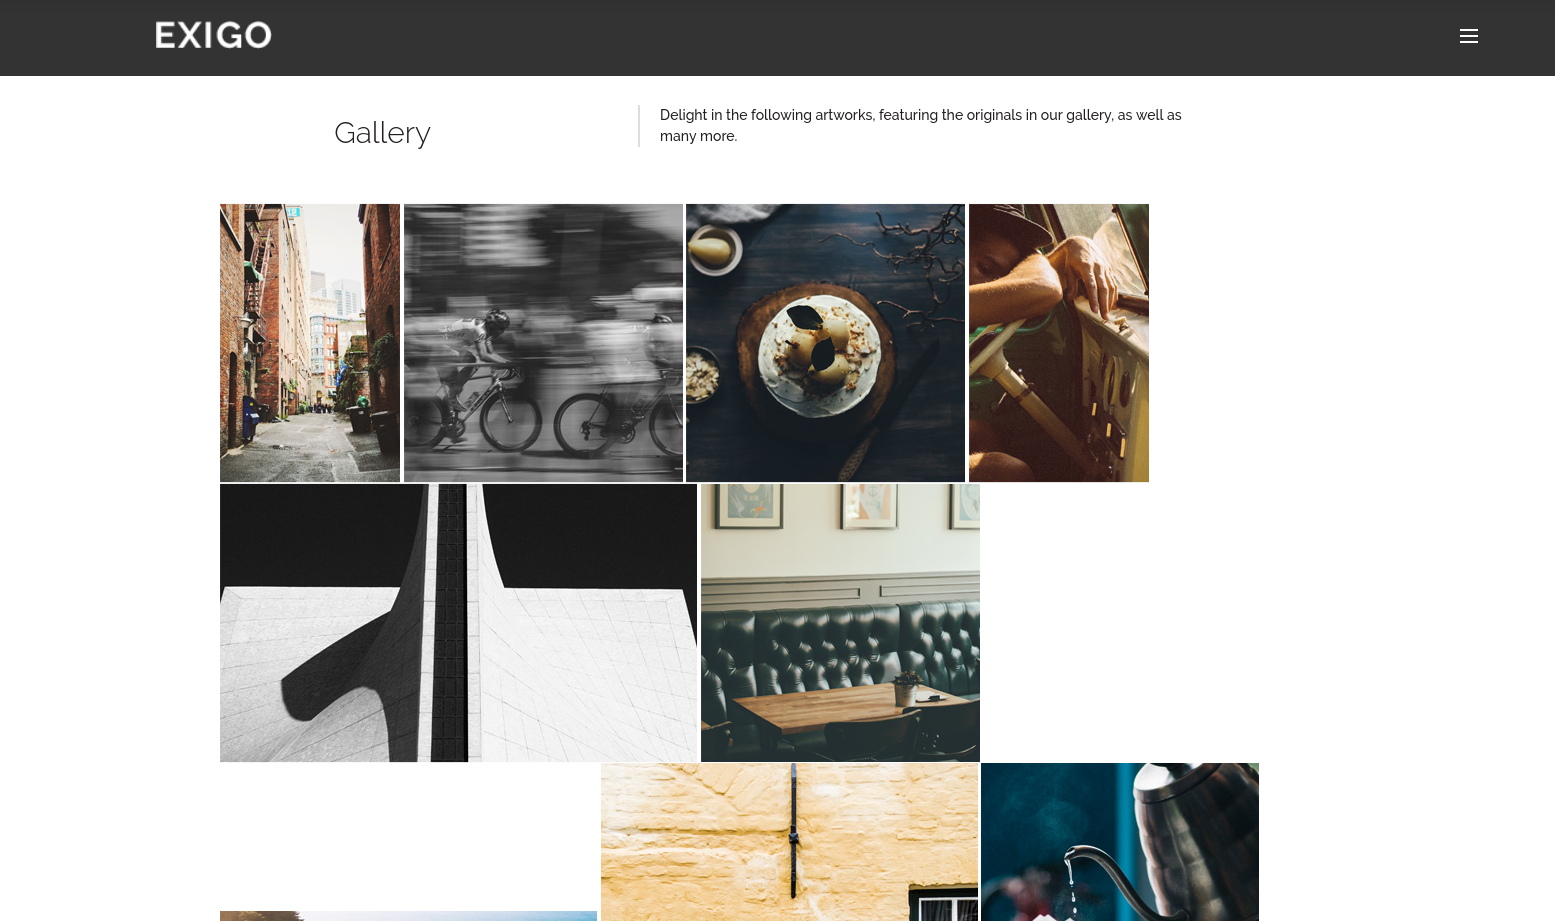 EXIGO
Gallery
Delight in the following artworks, featuring the originals in our gallery, as well as
many more.